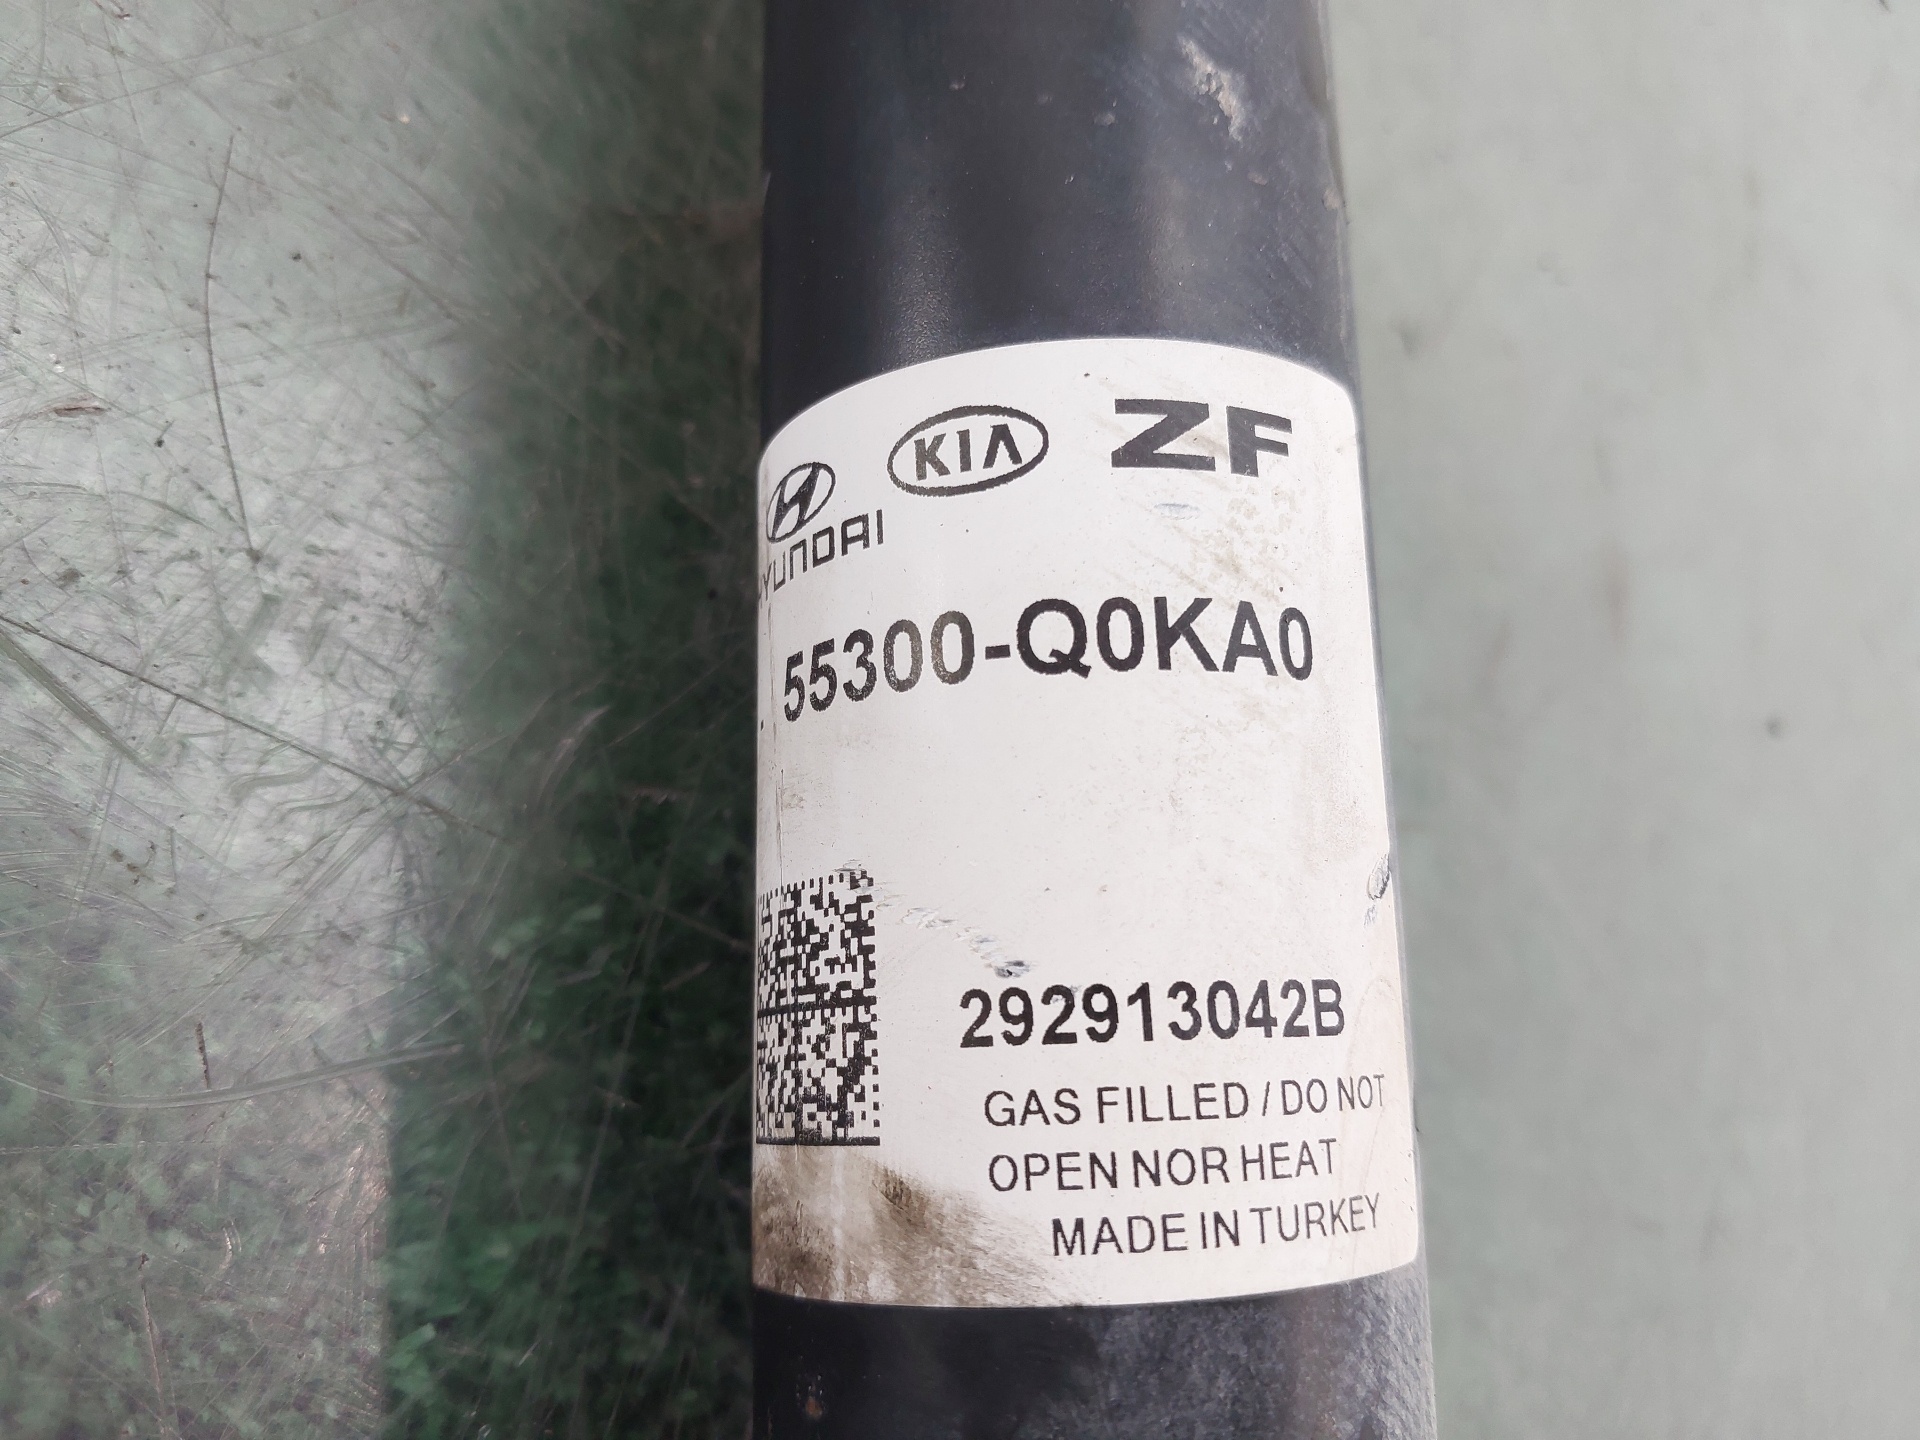 KIA ZF
HYUNDAI
55300-Q0KA0
292913042B
GAS FILLED / DO NOT
OPEN NOR HEAT
MADE IN TURKEY